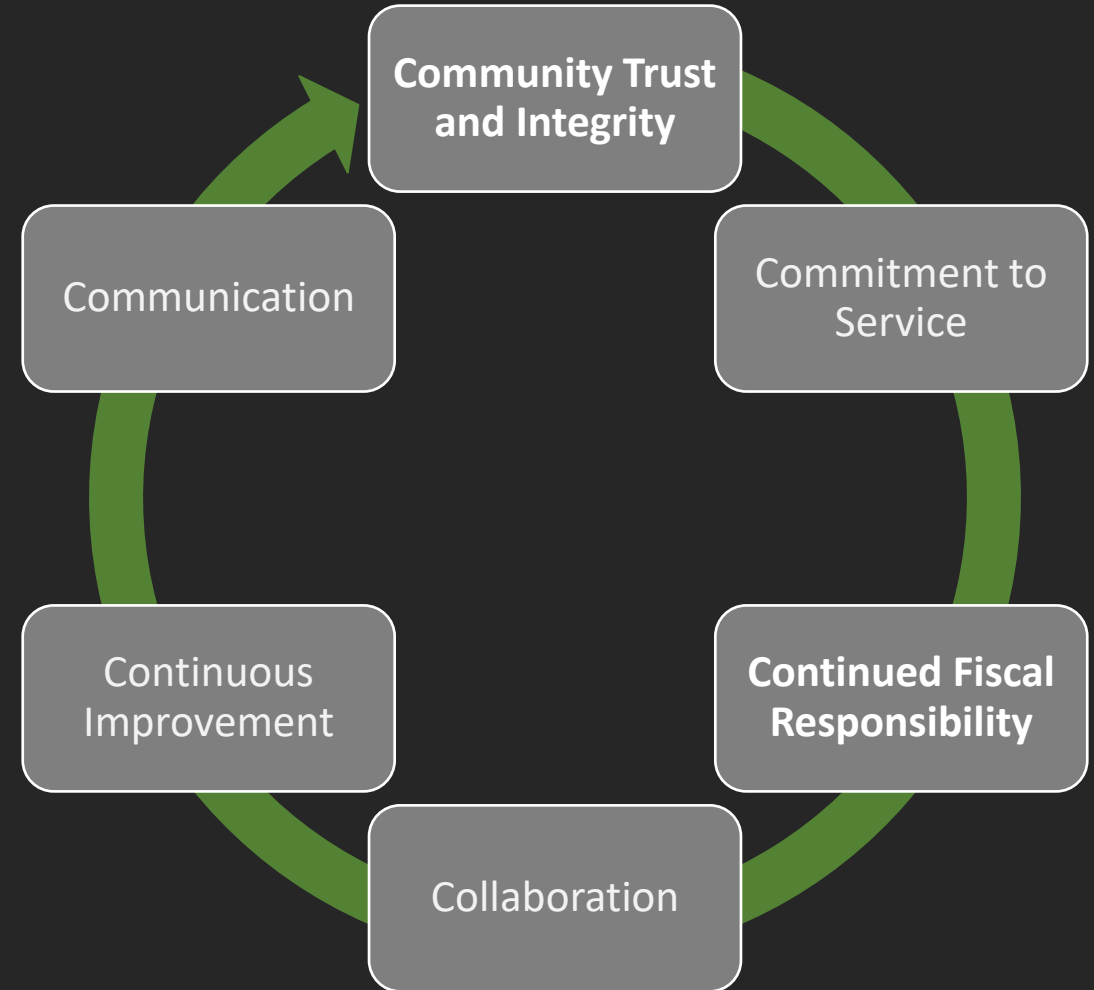 Community Trust
and Integrity
Commitment to
Service
Continued Fiscal
Responsibility
Collaboration
Continuous
Improvement
Communication